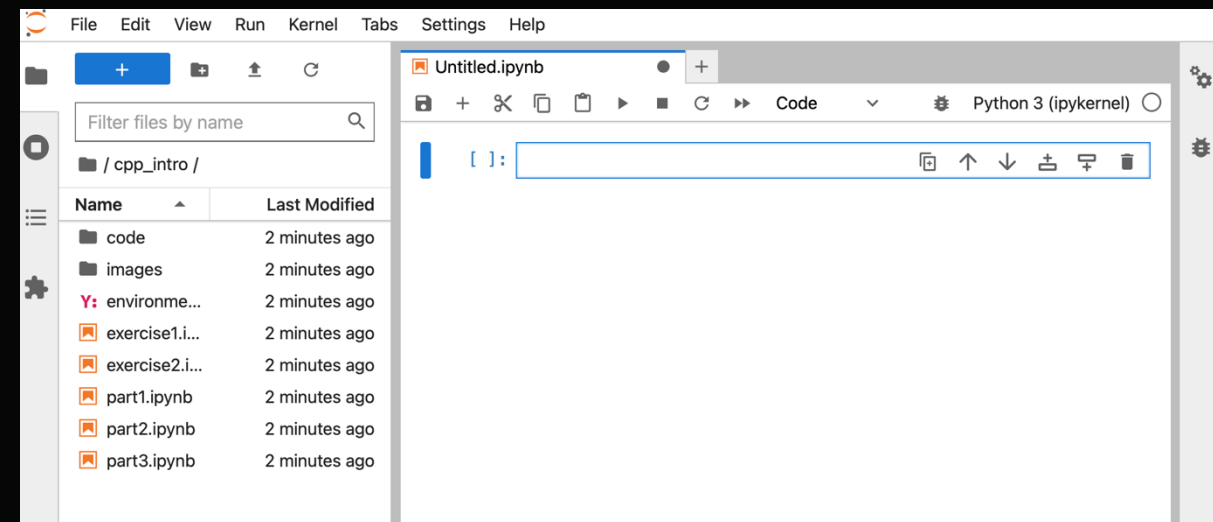 File Edit View Run Kernel Tabs Settings Help
+
Filter files by name
/ cpp_intro /
Name Last Modified
code 2 minutes ago
images 2 minutes ago
Y: environme... 2 minutes ago
exercise1.i... 2 minutes ago
exercise2.i... 2 minutes ago
part1.ipynb 2 minutes ago
part2.ipynb 2 minutes ago
part3.ipynb 2 minutes ago
Untitled.ipynb
Code Python 3 (ipykernel)
[ ]: